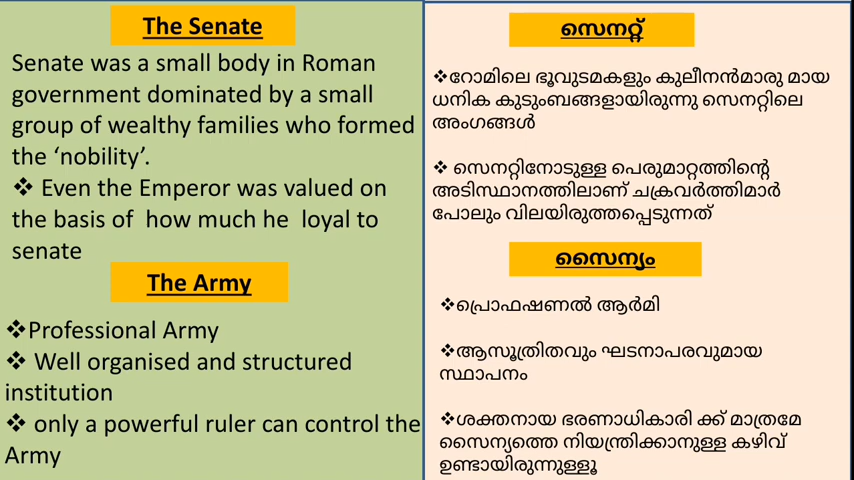 The Senate
Senate was a small body in Roman
government dominated by a small
group of wealthy families who formed
the ‘nobility’.
❖ Even the Emperor was valued on
the basis of how much he loyal to
senate
The Army
❖Professional Army
❖ Well organised and structured
institution
❖ only a powerful ruler can control the
Army
സെനറ്റ്
❖റോമിലെ ഭൂവുടമകളും കുലീനൻമാരു മായ
ധനിക കുടുംബങ്ങളായിരുന്നു സെനറ്റിലെ
അംഗങ്ങൾ
❖ സെനറ്റിനോടുള്ള പെരുമാറ്റത്തിന്റെ
അടിസ്ഥാനത്തിലാണ് ചക്രവർത്തിമാർ
പോലും വിലയിരുത്തപ്പെടുന്നത്
സൈന്യം
❖പ്രൊഫഷണൽ ആർമി
❖ആസൂത്രിതവും ഘടനാപരവുമായ
സ്ഥാപനം
❖ശക്തനായ ഭരണാധികാരി ക്ക് മാത്രമേ
സൈന്യത്തെ നിയന്ത്രിക്കാനുള്ള കഴിവ്
ഉണ്ടായിരുന്നുള്ളൂ